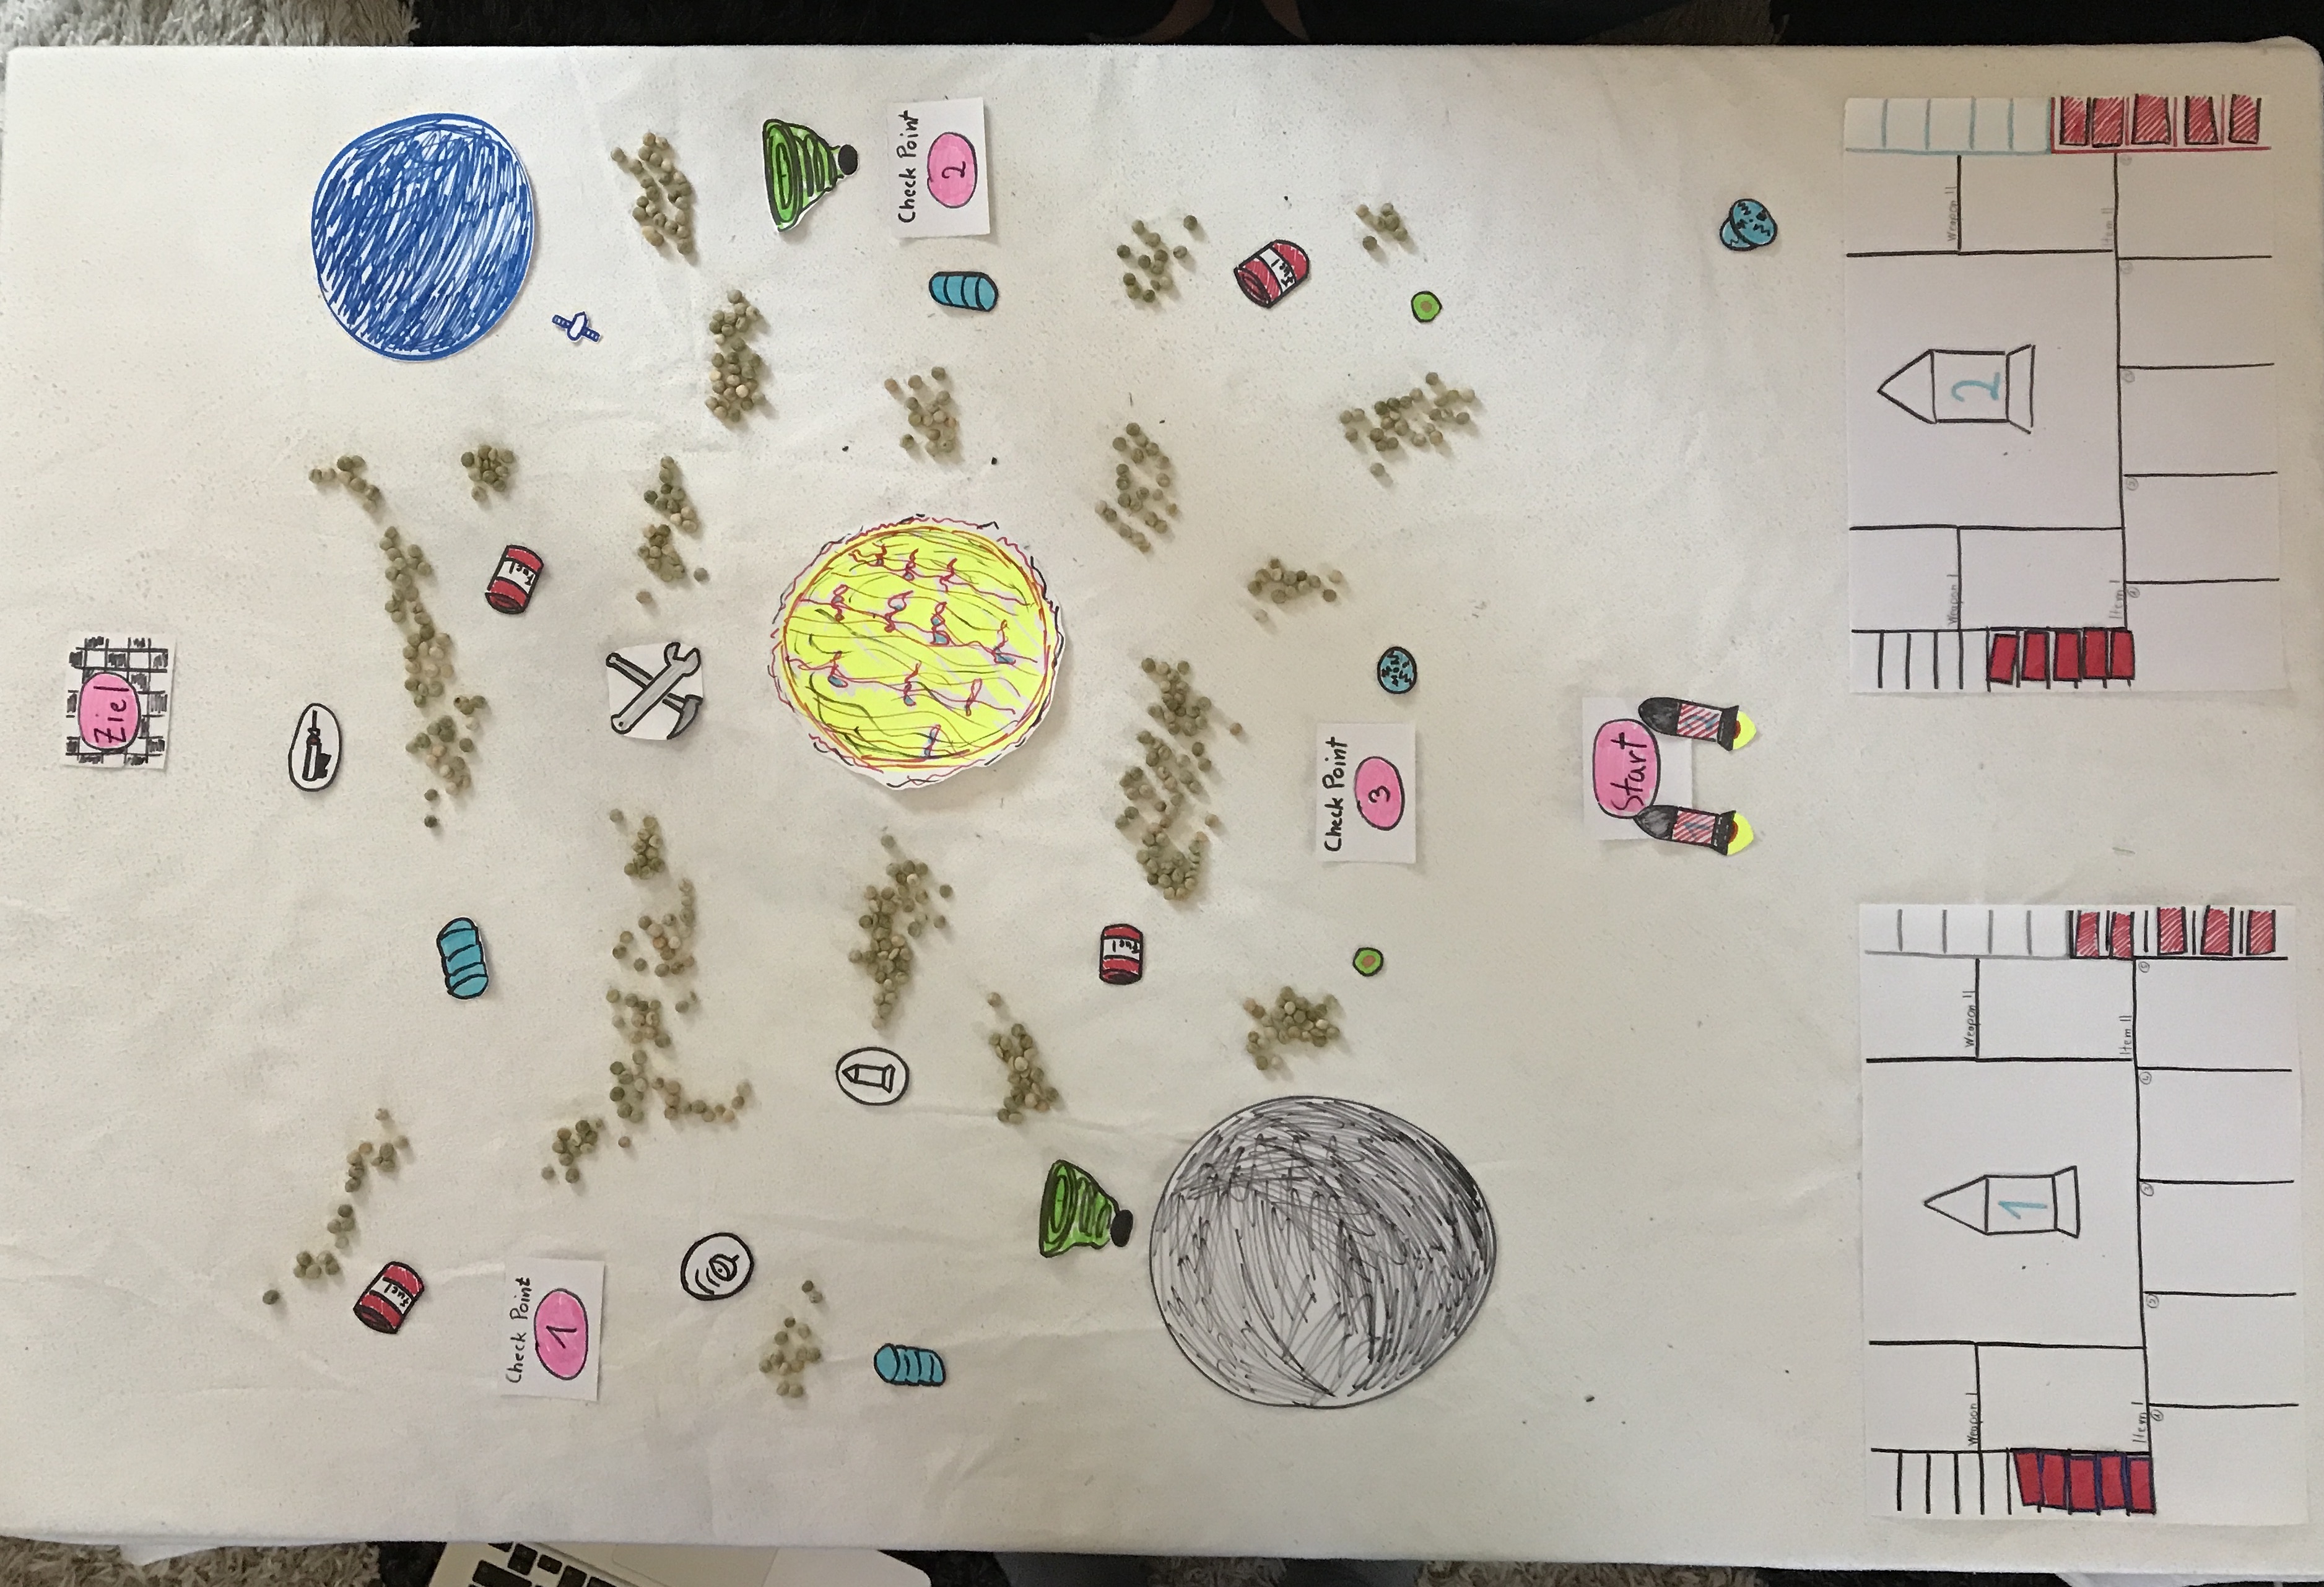 Ziel
Fuel
Check Point
2
Fuel
Fuel
Check Point
3
Start
Fuel
Check Point
1
2
Weapon I
Weapon II
Item I
Item II
1
Weapon I
Weapon II
Item I
Item II